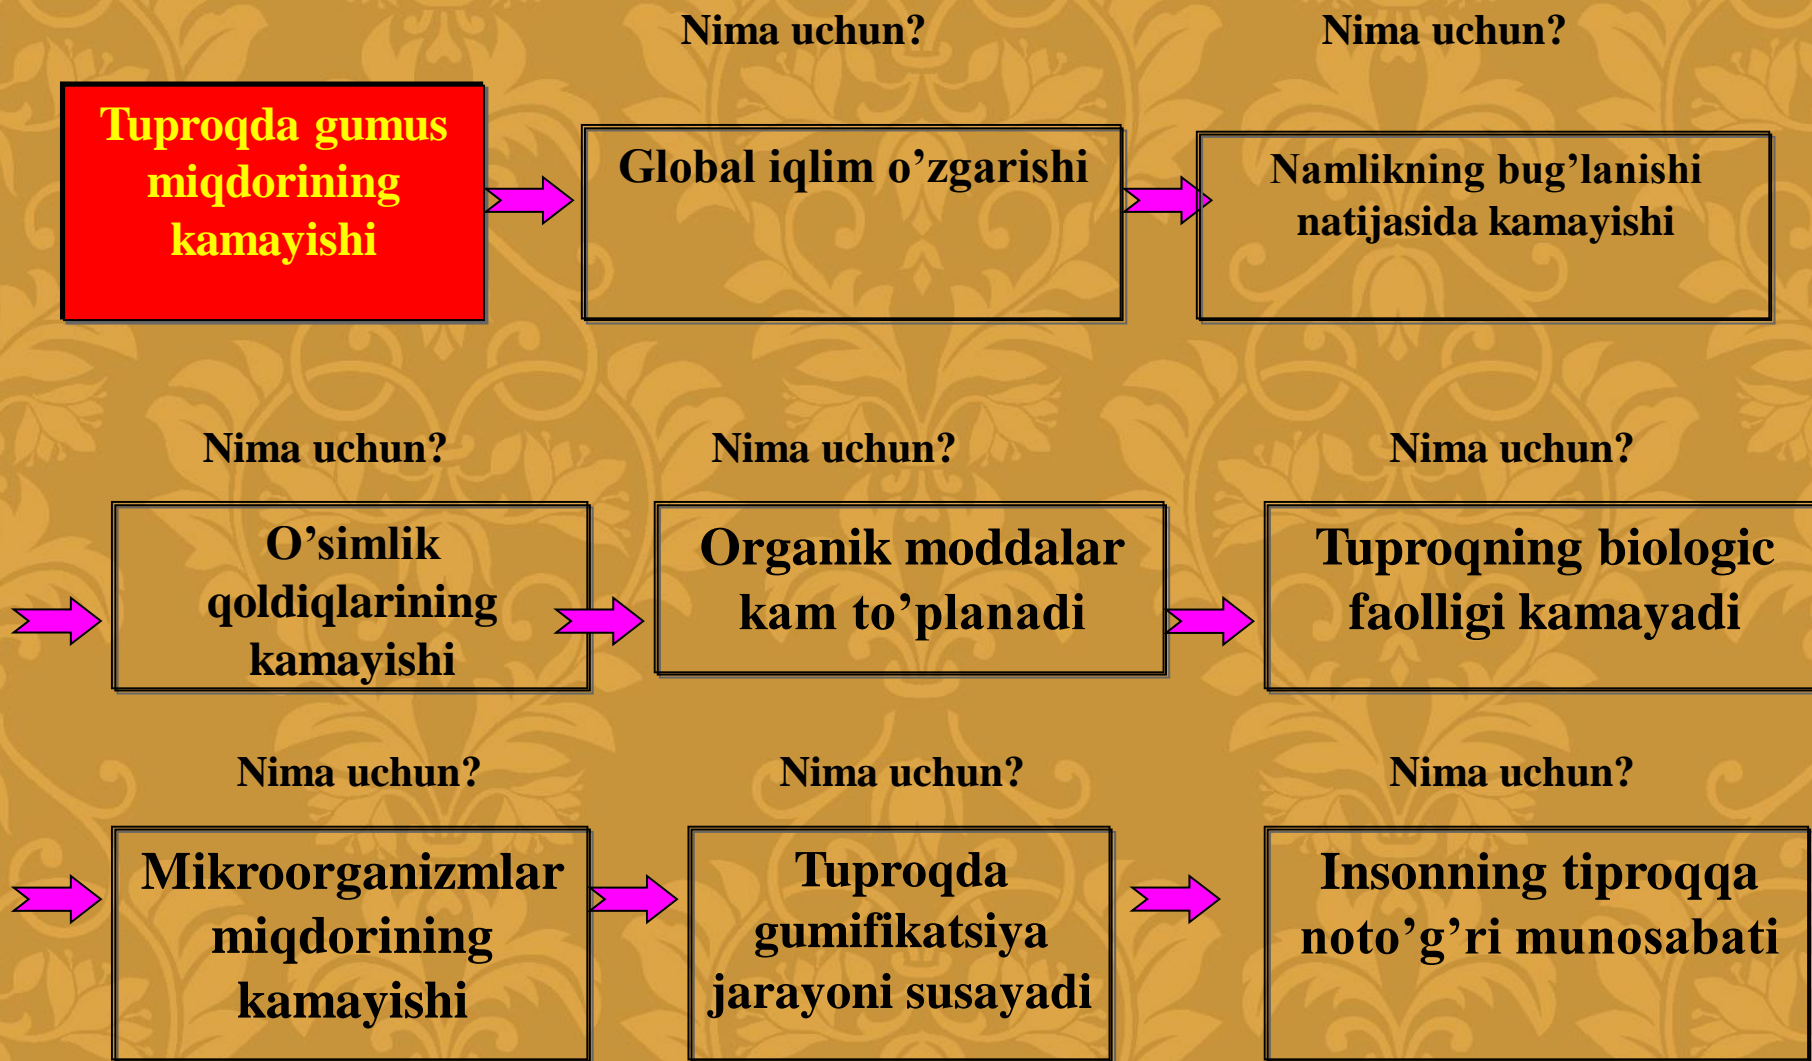 Nima uchun?
Nima uchun?
Tuproqda gumus
miqdorining
kamayishi
Global iqlim o’zgarishi
Namlikning bug’lanishi
natijasida kamayishi
Nima uchun?
Nima uchun?
Nima uchun?
O’simlik
qoldiqlarining
kamayishi
Organik moddalar
kam to’planadi
Tuproqning biologic
faolligi kamayadi
Nima uchun?
Nima uchun?
Nima uchun?
Mikroorganizmlar
miqdorining
kamayishi
Tuproqda
gumifikatsiya
jarayoni susayadi
Insonning tiproqqa
noto’g’ri munosabati